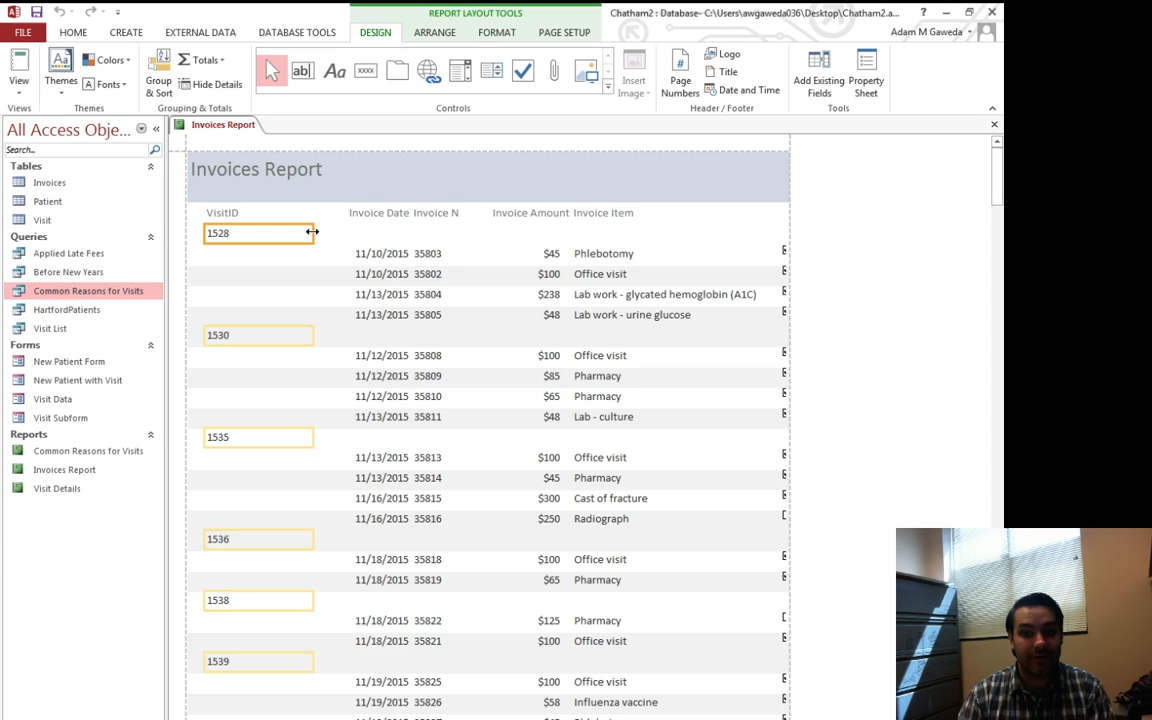 REPORT LAYOUT TOOLS
Chatham2 : Database- C:\Users\awgaweda036\Desktop\Chatham2.a...
FILE HOME CREATE EXTERNAL DATA DATABASE TOOLS DESIGN ARRANGE FORMAT PAGE SETUP
Adam M Gaweda
View
Themes
Colors
Fonts
Group & Sort
Totals
Hide Details
ab|
Aa
xxxx
Insert Image
Page Numbers
Logo
Title
Date and Time
Add Existing Fields
Property Sheet
Views Themes Grouping & Totals Controls Header / Footer Tools
All Access Obje...
Search...
Tables
Invoices
Patient
Visit
Queries
Applied Late Fees
Before New Years
Common Reasons for Visits
HartfordPatients
Visit List
Forms
New Patient Form
New Patient with Visit
Visit Data
Visit Subform
Reports
Common Reasons for Visits
Invoices Report
Visit Details
Invoices Report
Invoices Report
VisitID Invoice Date Invoice N Invoice Amount Invoice Item
1528
11/10/2015 35803 $45 Phlebotomy
11/10/2015 35802 $100 Office visit
11/13/2015 35804 $238 Lab work - glycated hemoglobin (A1C)
11/13/2015 35805 $48 Lab work - urine glucose
1530
11/12/2015 35808 $100 Office visit
11/12/2015 35809 $85 Pharmacy
11/12/2015 35810 $65 Pharmacy
11/13/2015 35811 $48 Lab - culture
1535
11/13/2015 35813 $100 Office visit
11/13/2015 35814 $45 Pharmacy
11/16/2015 35815 $300 Cast of fracture
11/16/2015 35816 $250 Radiograph
1536
11/18/2015 35818 $100 Office visit
11/18/2015 35819 $65 Pharmacy
1538
11/18/2015 35822 $125 Pharmacy
11/18/2015 35821 $100 Office visit
1539
11/19/2015 35825 $100 Office visit
11/19/2015 35826 $58 Influenza vaccine